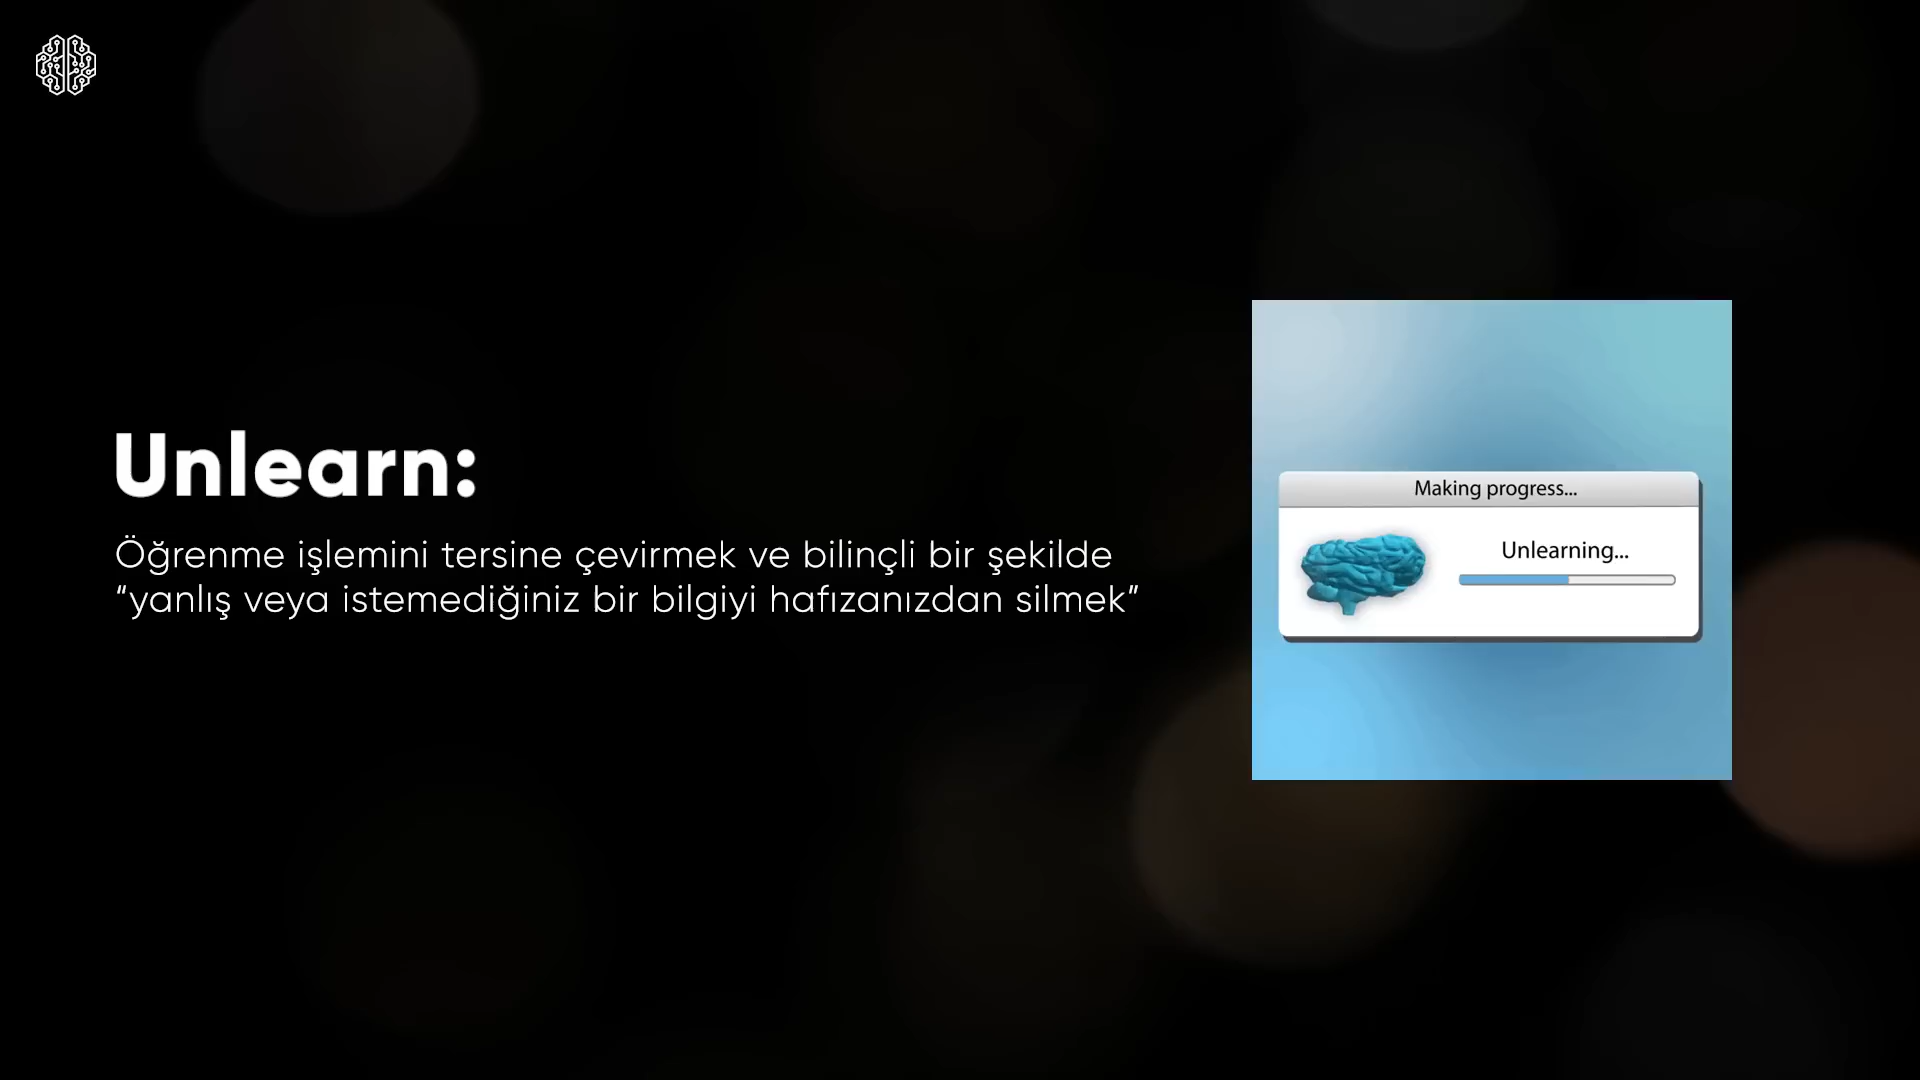 Unlearn:
Öğrenme işlemini tersine çevirmek ve bilinçli bir şekilde
“yanlış veya istemediğiniz bir bilgiyi hafızanızdan silmek”
Making progress...
Unlearning...